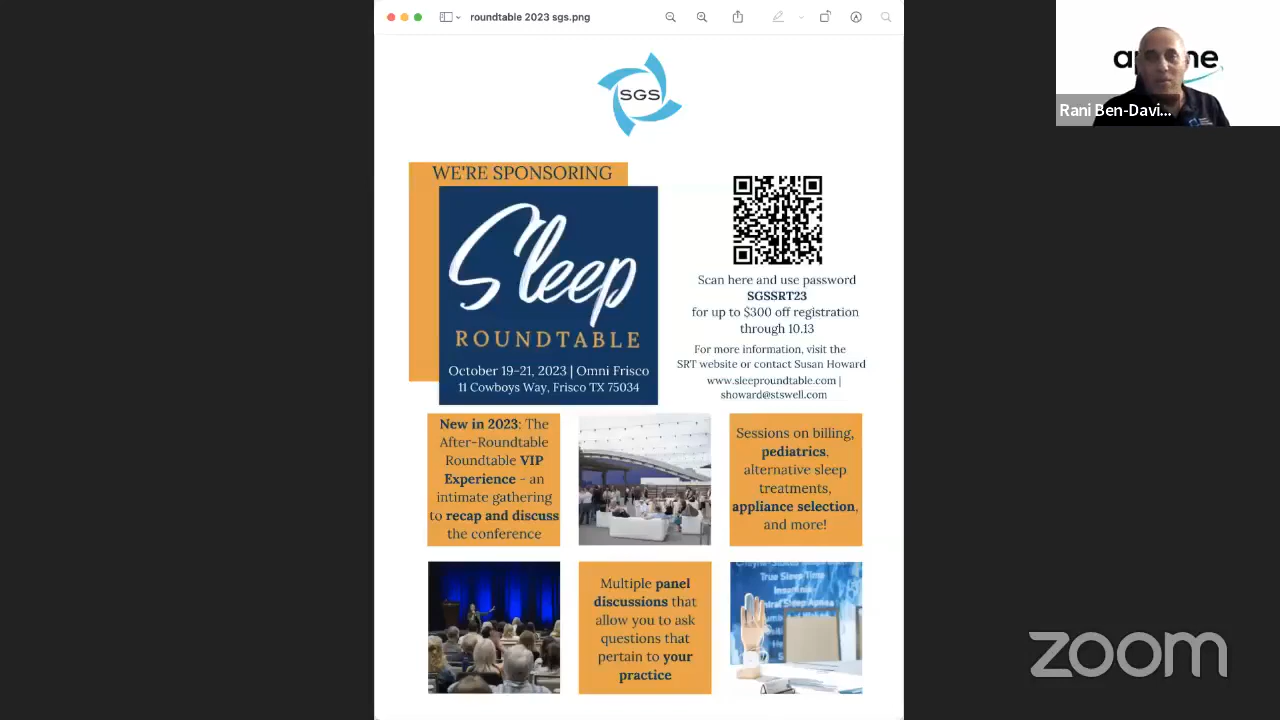 roundtable 2023 sgs.png
SGS
WE'RE SPONSORING
Sleep
ROUNDTABLE
October 19-21, 2023 | Omni Frisco
11 Cowboys Way, Frisco TX 75034
Scan here and use password
SGSSRT23
for up to $300 off registration
through 10.13
For more information, visit the
SRT website or contact Susan Howard
www.sleeproundtable.com |
showard@stswell.com
New in 2023: The
After-Roundtable
Roundtable VIP
Experience - an
intimate gathering
to recap and discuss
the conference
Sessions on billing,
pediatrics,
alternative sleep
treatments,
appliance selection,
and more!
Multiple panel
discussions that
allow you to ask
questions that
pertain to your
practice
True Sleep Time
Insomnia
Rani Ben-Davi...
zoom